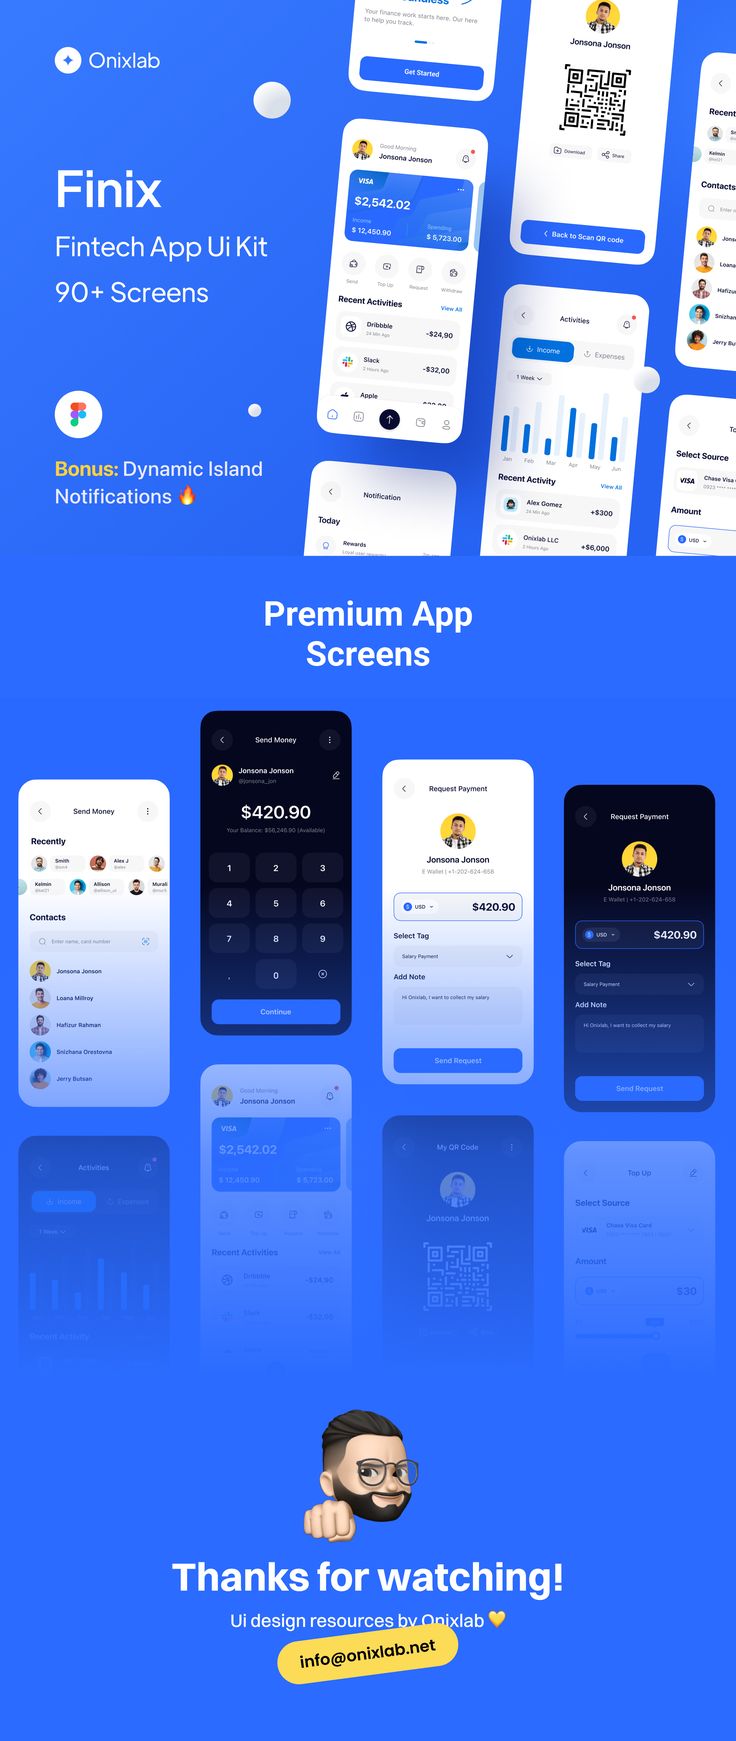 Onixlab
Finix
Fintech App Ui Kit
90+ Screens
Bonus: Dynamic Island
Notifications 🔥
Your finance work starts here. Our here
to help you track.
Get Started
Good Morning
Jonsona Jonson
VISA
$2,542.02
Income
Spending
$ 12,450.90
$ 5,723.00
Send
Top Up
Request
Withdraw
Recent Activities
View All
Dribbble
24 Min Ago
-$24,90
Slack
2 Hours Ago
-$32,00
Apple
Notification
Today
Rewards
Jonsona Jonson
Download
Share
Back to Scan QR code
Activities
Income
Expenses
1 Week
Jan
Feb
Mar
Apr
May
Jun
Recent Activity
View All
Alex Gomez
24 Min Ago
+$300
Onixlab LLC
2 Hours Ago
+$6,000
Recent
Kelmin
Contacts
Loana
Hafizur
Snizhan
Jerry Buts
Select Source
VISA
Chase Visa
Amount
USD
Premium App
Screens
Send Money
Recently
Smith
Alex J
Kelmin
Allison
Murali
Contacts
Enter name, card number
Jonsona Jonson
Loana Millroy
Hafizur Rahman
Snizhana Orestovna
Jerry Butsan
Send Money
Jonsona Jonson
@jonsona_jon
$420.90
Your Balance: $56,246.90 (Available)
1 2 3
4 5 6
7 8 9
. 0
Continue
Request Payment
Jonsona Jonson
E Wallet | +1-202-624-658
USD
$420.90
Select Tag
Salary Payment
Add Note
Hi Onixlab, I want to collect my salary
Send Request
Request Payment
Jonsona Jonson
E Wallet | +1-202-624-658
USD
$420.90
Select Tag
Salary Payment
Add Note
Hi Onixlab, I want to collect my salary
Send Request
Activities
Income
Expenses
1 Week
Recent Activity
Good Morning
Jonsona Jonson
VISA
$2,542.02
Income
Spending
$ 12,450.90
$ 5,723.00
Recent Activities
View All
Dribbble
-$24,90
Slack
-$32,00
My QR Code
Jonsona Jonson
Top Up
Select Source
VISA
Chase Visa Card
Amount
USD
$30
Thanks for watching!
Ui design resources by Onixlab 💛
info@onixlab.net